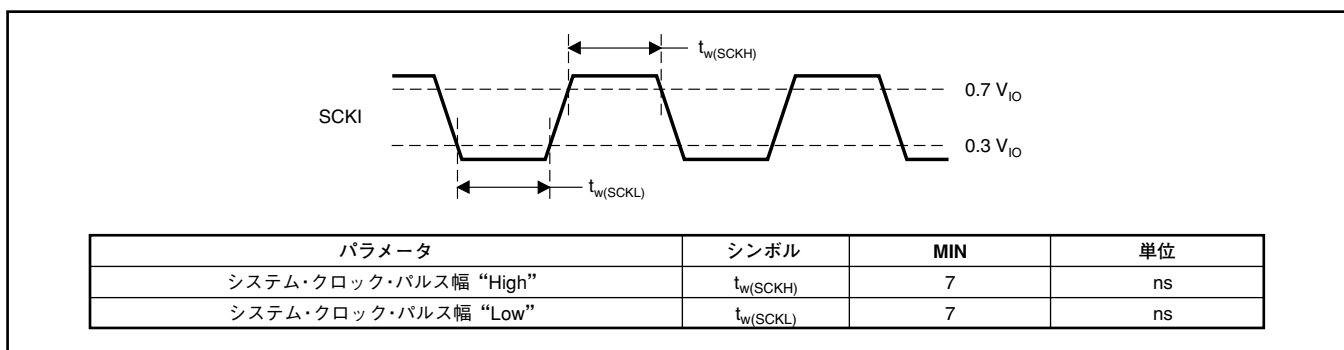 tw(SCKH)
0.7 VIO
SCKI
0.3 VIO
tw(SCKL)
パラメータ シンボル MIN 単位
システム・クロック・パルス幅 “High” tw(SCKH) 7 ns
システム・クロック・パルス幅 “Low” tw(SCKL) 7 ns